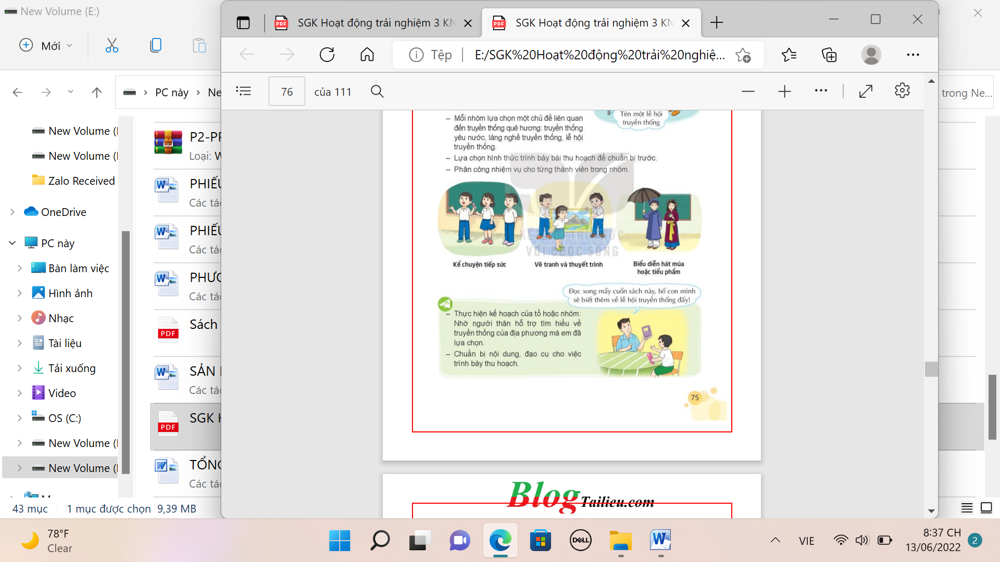 New Volume (E:)
Mới
PC này
Ne
trong Ne...
New Volume (
New Volume (
Zalo Received
OneDrive
PC này
Bàn làm việc
Hình ảnh
Nhạc
Tài liệu
Tải xuống
Video
OS (C:)
New Volume (
New Volume (
P2-PP
Loại: W
PHIẾU
Các tác
PHIẾU
Các tác
PHƯƠ
Các tác
PDF
Sách
SẢN
Các tác
PDF
SGK H
TỔNG
Các tác
43 mục
1 mục được chọn 9,39 MB
SGK Hoạt động trải nghiệm 3 KN
SGK Hoạt động trải nghiệm 3 KN
Tệp
E:/SGK%20Hoạt%20động%20trải%20nghiệ...
76 của 111
Tên một lễ hội
truyền thống
– Mỗi nhóm lựa chọn một chủ đề liên quan
đến truyền thống quê hương: truyền thống
yêu nước, làng nghề truyền thống, lễ hội
truyền thống.
– Lựa chọn hình thức trình bày bài thu hoạch để chuẩn bị trước.
– Phân công nhiệm vụ cho từng thành viên trong nhóm.
VỚI CUỘC SỐNG
Kể chuyện tiếp sức
Vẽ tranh và thuyết trình
Biểu diễn hát múa
hoặc tiểu phẩm
Đọc xong mấy cuốn sách này, bố con mình
sẽ biết thêm về lễ hội truyền thống đấy!
– Thực hiện kế hoạch của tổ hoặc nhóm:
Nhờ người thân hỗ trợ tìm hiểu về
truyền thống của địa phương mà em đã
lựa chọn.
– Chuẩn bị nội dung, đạo cụ cho việc
trình bày thu hoạch.
75
BlogTailieu.com
78°F
Clear
DELL
VIE
8:37 CH
13/06/2022
2